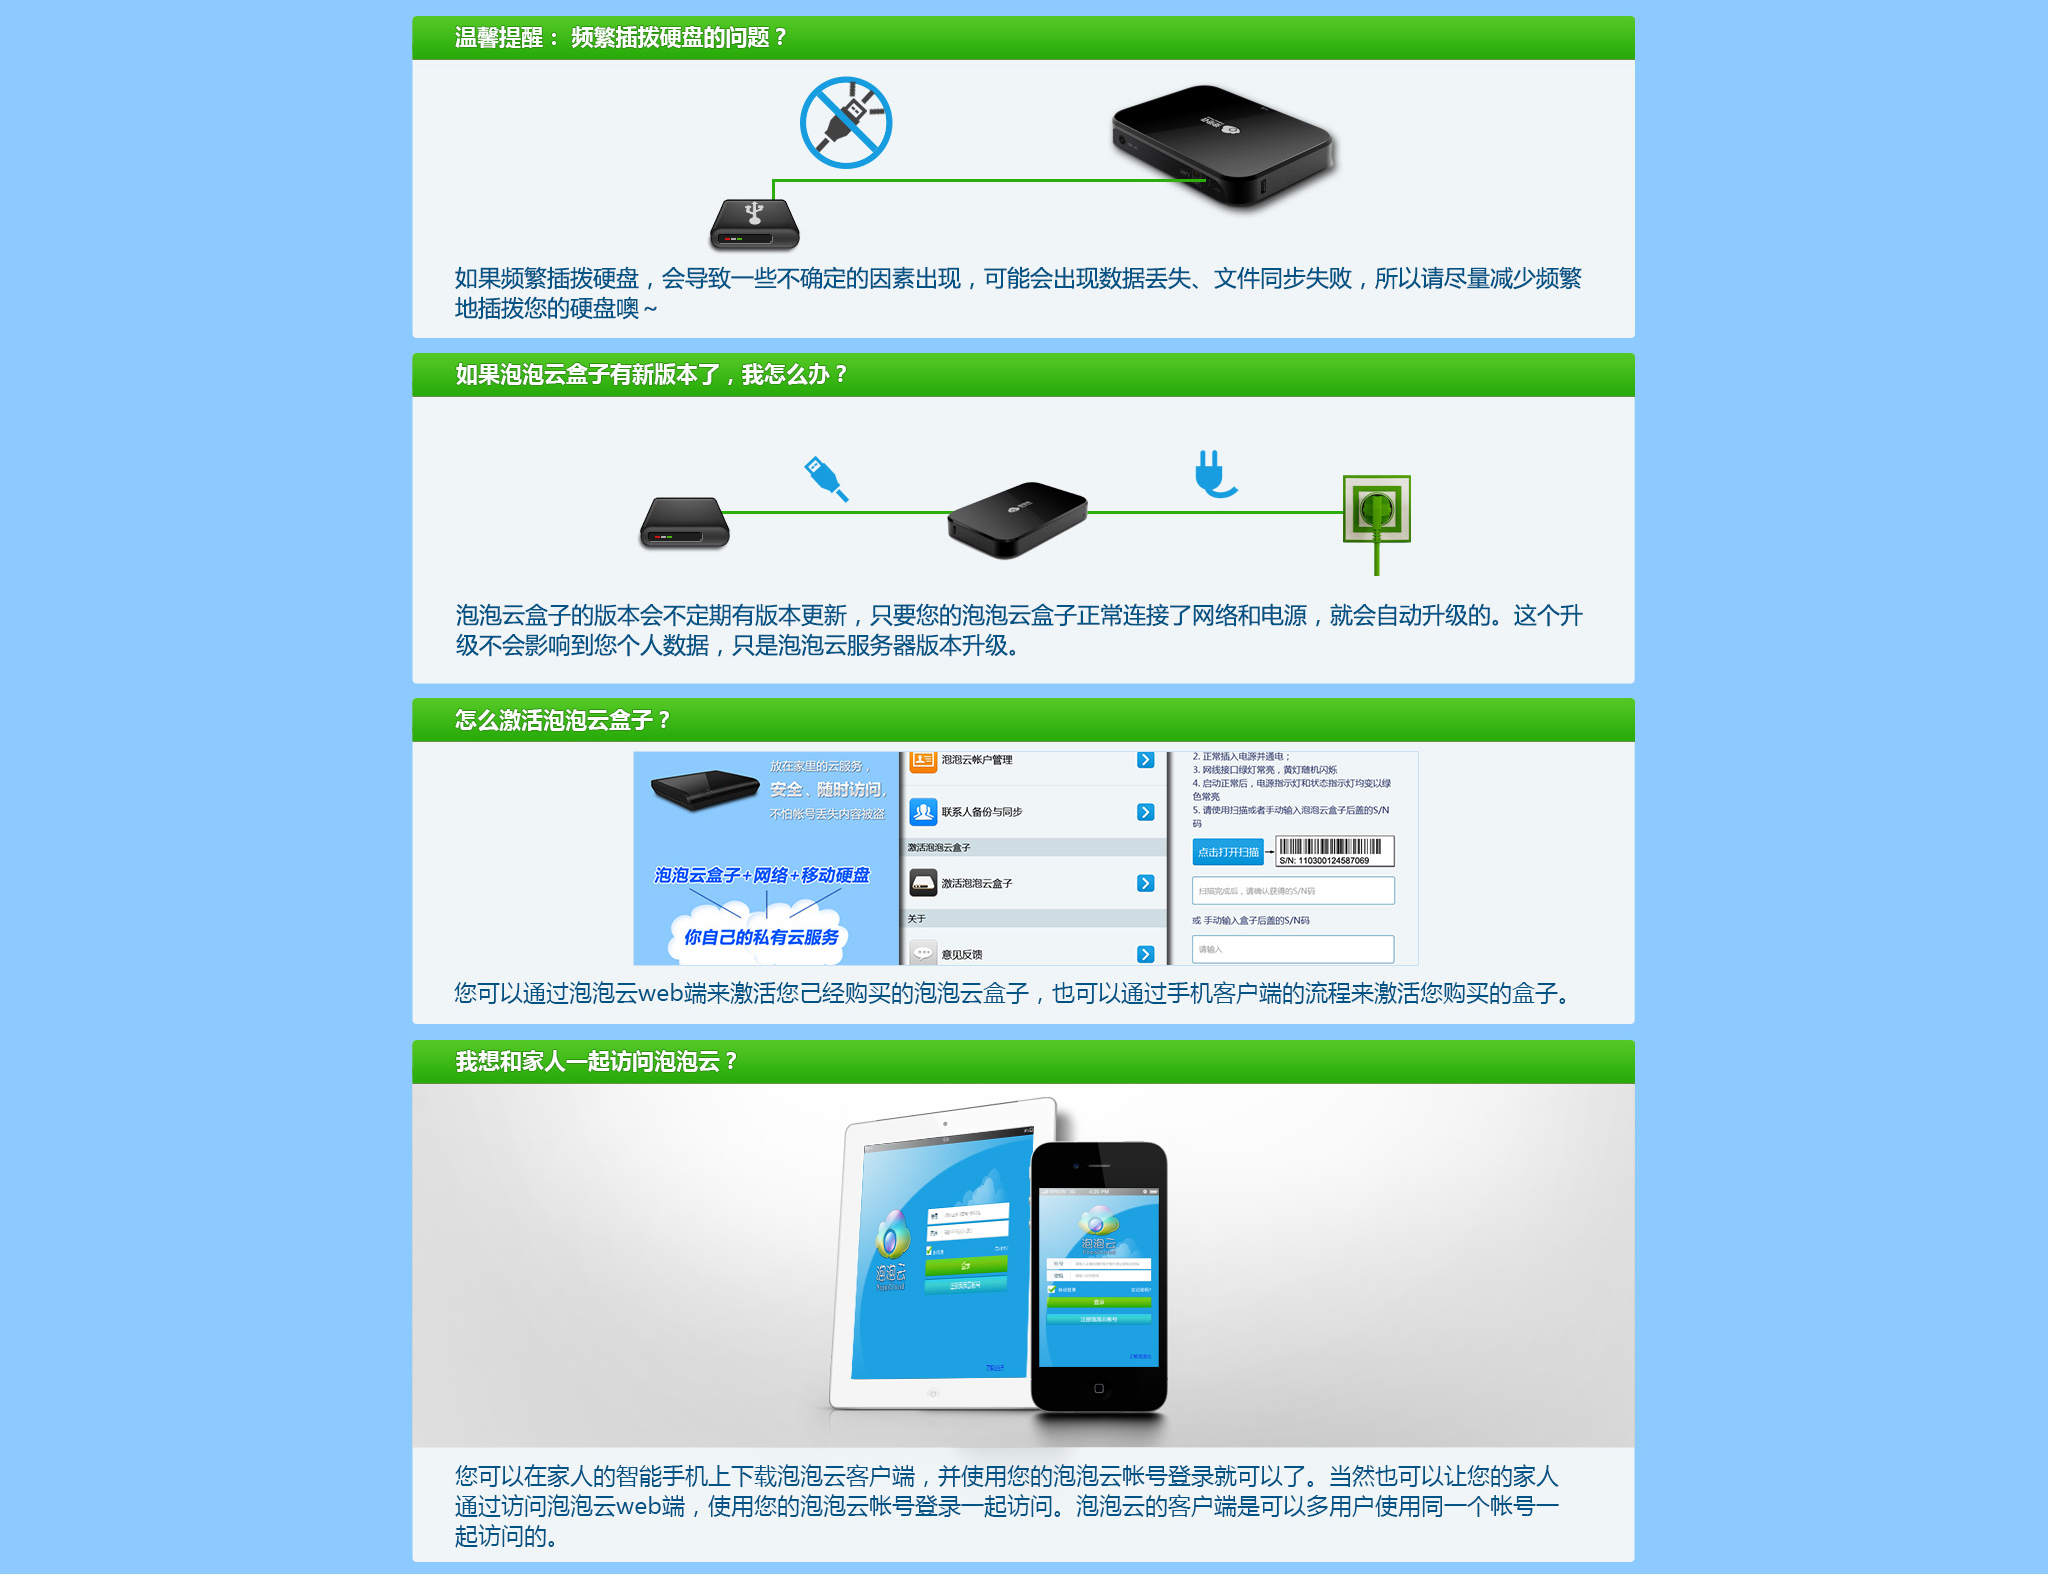 温馨提醒： 频繁插拨硬盘的问题？
如果频繁插拨硬盘，会导致一些不确定的因素出现，可能会出现数据丢失、文件同步失败，所以请尽量减少频繁
地插拨您的硬盘噢～
如果泡泡云盒子有新版本了，我怎么办？
泡泡云盒子的版本会不定期有版本更新，只要您的泡泡云盒子正常连接了网络和电源，就会自动升级的。这个升
级不会影响到您个人数据，只是泡泡云服务器版本升级。
怎么激活泡泡云盒子？
放在家里的云服务，
安全、随时访问，
不怕帐号丢失内容被盗
泡泡云盒子+网络+移动硬盘
你自己的私有云服务
泡泡云帐户管理
联系人备份与同步
激活泡泡云盒子
激活泡泡云盒子
关于
意见反馈
2. 正常插入电源并通电；
3. 网线接口绿灯常亮，黄灯随机闪烁
4. 启动正常后，电源指示灯和状态指示灯均变以绿
色常亮
5. 请使用扫描或者手动输入泡泡云盒子后盖的S/N
码
点击打开扫描
S/N: 110300124587069
扫描完成后，请确认获得的S/N码
或 手动输入盒子后盖的S/N码
请输入
您可以通过泡泡云web端来激活您己经购买的泡泡云盒子，也可以通过手机客户端的流程来激活您购买的盒子。
我想和家人一起访问泡泡云？
泡泡云
登录
泡泡云
4:20 PM
帐号
密码
自动登录
登录
您可以在家人的智能手机上下载泡泡云客户端，并使用您的泡泡云帐号登录就可以了。当然也可以让您的家人
通过访问泡泡云web端，使用您的泡泡云帐号登录一起访问。泡泡云的客户端是可以多用户使用同一个帐号一
起访问的。